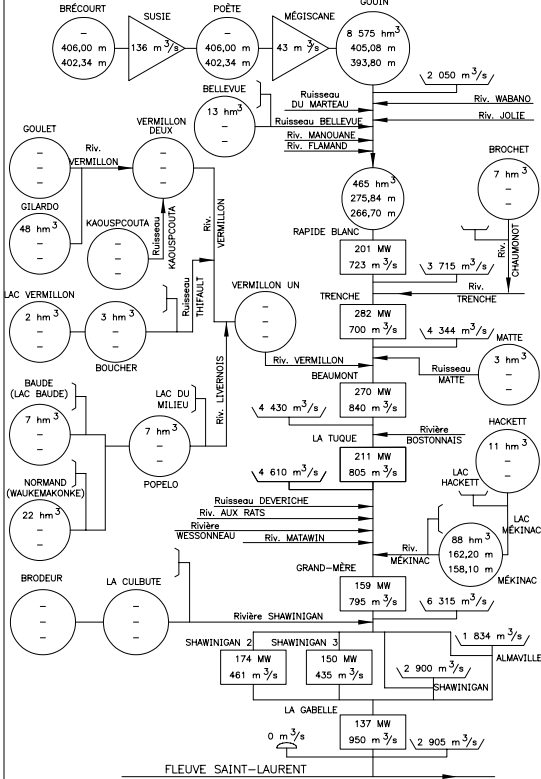 BRÉCOURT
SUSIE
POÈTE
MÉGISCANE
GOUIN
–
406,00 m
402,34 m
136 m³/s
–
406,00 m
402,34 m
43 m³/s
8 575 hm³
405,08 m
393,80 m
2 050 m³/s
BELLEVUE
13 hm³
–
–
Ruisseau
DU MARTEAU
Riv. WABANO
Ruisseau BELLEVUE
Riv. JOLIE
Riv. MANOUANE
Riv. FLAMAND
GOULET
–
–
–
Riv.
VERMILLON
VERMILLON
DEUX
–
–
–
BROCHET
7 hm³
–
–
GILARDO
48 hm³
–
–
KAOUSPCOUTA
–
–
–
Ruisseau
KAOUSPCOUTA
Riv.
VERMILLON
465 hm³
275,84 m
266,70 m
RAPIDE BLANC
201 MW
723 m³/s
Riv.
CHAUMONOT
3 715 m³/s
LAC VERMILLON
2 hm³
–
–
3 hm³
–
–
BOUCHER
Ruisseau
THIFAULT
VERMILLON UN
–
–
–
TRENCHE
Riv.
TRENCHE
282 MW
700 m³/s
4 344 m³/s
MATTE
3 hm³
–
–
Riv. VERMILLON
Ruisseau
MATTE
BAUDE
(LAC BAUDE)
7 hm³
–
–
LAC DU
MILIEU
Riv. LIVERNOIS
7 hm³
–
–
POPELO
BEAUMONT
270 MW
840 m³/s
4 430 m³/s
Rivière
BOSTONNAIS
HACKETT
11 hm³
–
–
LA TUQUE
211 MW
805 m³/s
4 610 m³/s
NORMAND
(WAUKEMAKONKE)
22 hm³
–
–
LAC
HACKETT
Ruisseau DEVERICHE
Riv. AUX RATS
Rivière
WESSONNEAU
Riv. MATAWIN
LAC
MÉKINAC
88 hm³
162,20 m
158,10 m
MÉKINAC
Riv.
MÉKINAC
GRAND-MÈRE
159 MW
795 m³/s
6 315 m³/s
BRODEUR
–
–
–
LA CULBUTE
–
–
–
Rivière SHAWINIGAN
SHAWINIGAN 2
174 MW
461 m³/s
SHAWINIGAN 3
150 MW
435 m³/s
1 834 m³/s
ALMAVILLE
2 900 m³/s
SHAWINIGAN
LA GABELLE
137 MW
950 m³/s
0 m³/s
2 905 m³/s
FLEUVE SAINT-LAURENT